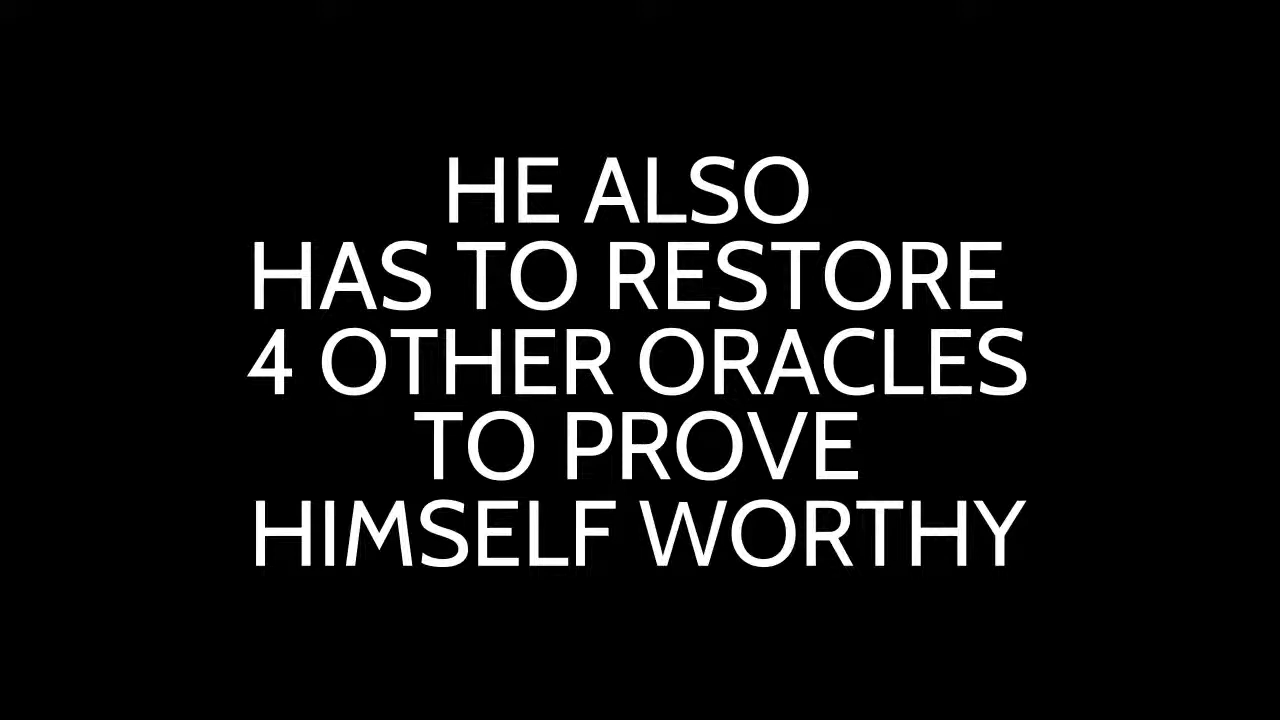 HE ALSO
HAS TO RESTORE
4 OTHER ORACLES
TO PROVE
HIMSELF WORTHY